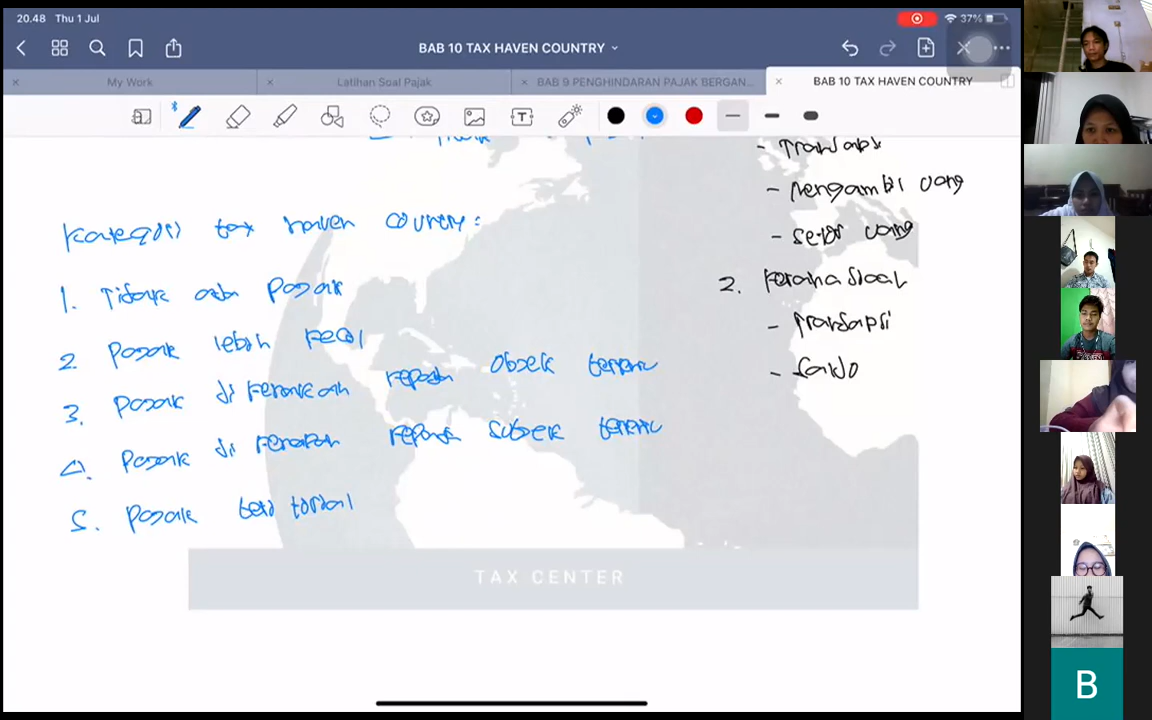 20.48 Thu 1 Jul
37%
BAB 10 TAX HAVEN COUNTRY
My Work
Latihan Soal Pajak
BAB 9 PENGHINDARAN PAJAK BERGAN...
BAB 10 TAX HAVEN COUNTRY
Kategori tax haven country:
1. Tidak ada Pajak
2. Pajak lebih kecil
3. Pajak di kenakan kepada objek tertentu
4. Pajak di kenakan kepada subjek tertentu
5. Pajak teritorial
- Transaksi
- pengambil uang
- setor uang
2. Kerahasiaan
- Transaksi
- Saldo
TAX CENTER
B